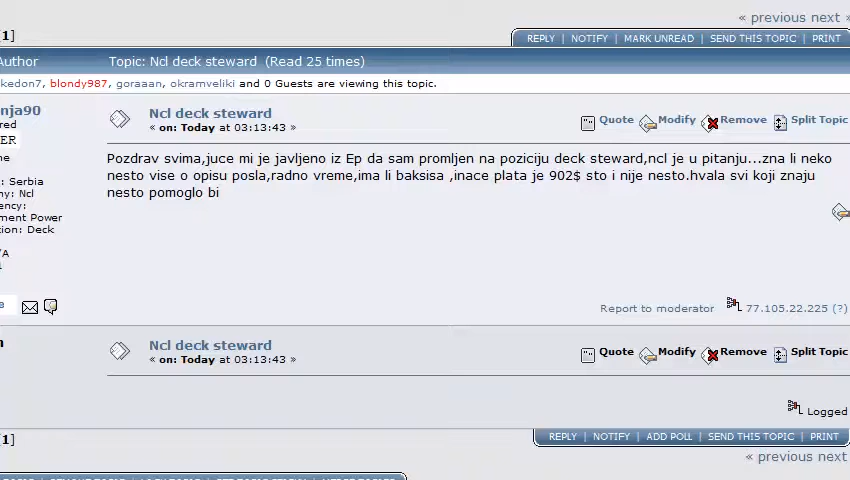 « previous next »
[1]
REPLY | NOTIFY | MARK UNREAD | SEND THIS TOPIC | PRINT
Author Topic: Ncl deck steward (Read 25 times)
kedon7, blondy987, goraaan, okramveliki and 0 Guests are viewing this topic.
nja90
Ncl deck steward
« on: Today at 03:13:43 »
Quote Modify Remove Split Topic
red
ER
ne
: Serbia
ny: Ncl
ency:
ment Power
tion: Deck
/A
Pozdrav svima,juce mi je javljeno iz Ep da sam promljen na poziciju deck steward,ncl je u pitanju...zna li neko
nesto vise o opisu posla,radno vreme,ima li baksisa ,inace plata je 902$ sto i nije nesto.hvala svi koji znaju
nesto pomoglo bi
Report to moderator 77.105.22.225 (?)
Ncl deck steward
« on: Today at 03:13:43 »
Quote Modify Remove Split Topic
Logged
[1]
REPLY | NOTIFY | ADD POLL | SEND THIS TOPIC | PRINT
« previous next